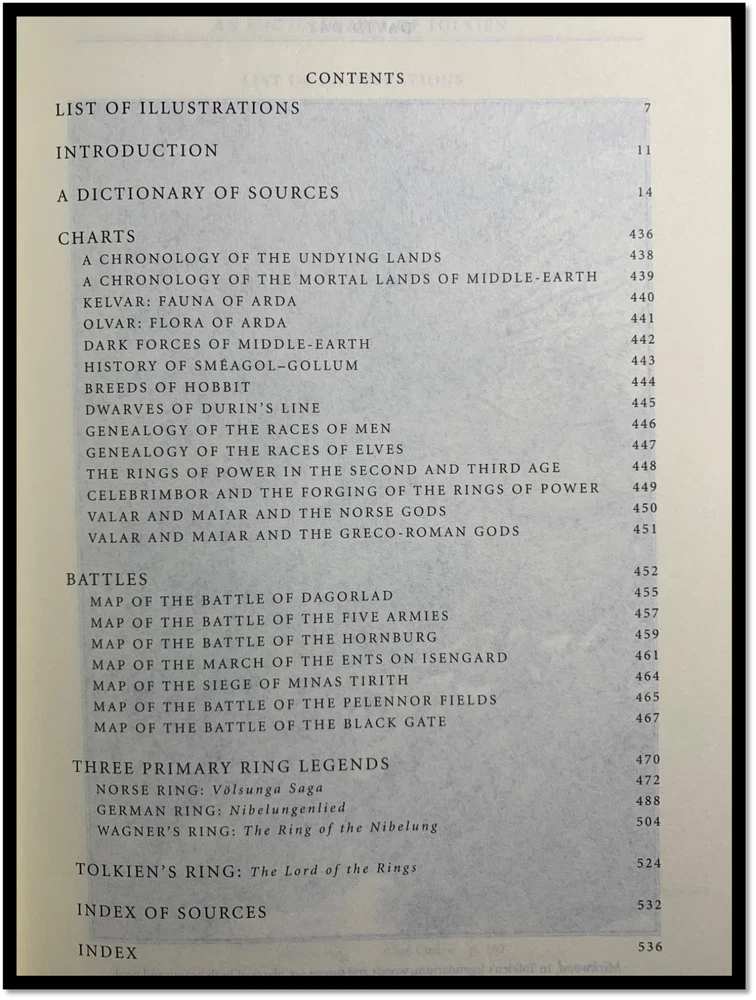 CONTENTS
LIST OF ILLUSTRATIONS 7
INTRODUCTION 11
A DICTIONARY OF SOURCES 14
CHARTS 436
A CHRONOLOGY OF THE UNDYING LANDS 438
A CHRONOLOGY OF THE MORTAL LANDS OF MIDDLE-EARTH 439
KELVAR: FAUNA OF ARDA 440
OLVAR: FLORA OF ARDA 441
DARK FORCES OF MIDDLE-EARTH 442
HISTORY OF SMÉAGOL–GOLLUM 443
BREEDS OF HOBBIT 444
DWARVES OF DURIN'S LINE 445
GENEALOGY OF THE RACES OF MEN 446
GENEALOGY OF THE RACES OF ELVES 447
THE RINGS OF POWER IN THE SECOND AND THIRD AGE 448
CELEBRIMBOR AND THE FORGING OF THE RINGS OF POWER 449
VALAR AND MAIAR AND THE NORSE GODS 450
VALAR AND MAIAR AND THE GRECO-ROMAN GODS 451
BATTLES 452
MAP OF THE BATTLE OF DAGORLAD 455
MAP OF THE BATTLE OF THE FIVE ARMIES 457
MAP OF THE BATTLE OF THE HORNBURG 459
MAP OF THE MARCH OF THE ENTS ON ISENGARD 461
MAP OF THE SIEGE OF MINAS TIRITH 464
MAP OF THE BATTLE OF THE PELENNOR FIELDS 465
MAP OF THE BATTLE OF THE BLACK GATE 467
THREE PRIMARY RING LEGENDS 470
NORSE RING: Völsunga Saga 472
GERMAN RING: Nibelungenlied 488
WAGNER'S RING: The Ring of the Nibelung 504
TOLKIEN'S RING: The Lord of the Rings 524
INDEX OF SOURCES 532
INDEX 536